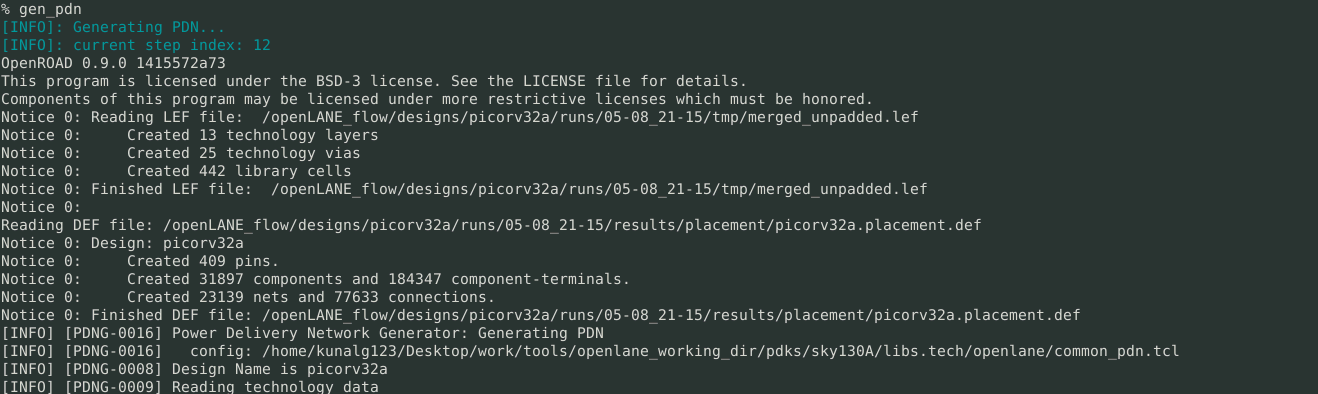 % gen_pdn
[INFO]: Generating PDN...
[INFO]: current step index: 12
OpenROAD 0.9.0 1415572a73
This program is licensed under the BSD-3 license. See the LICENSE file for details.
Components of this program may be licensed under more restrictive licenses which must be honored.
Notice 0: Reading LEF file:  /openLANE_flow/designs/picorv32a/runs/05-08_21-15/tmp/merged_unpadded.lef
Notice 0:     Created 13 technology layers
Notice 0:     Created 25 technology vias
Notice 0:     Created 442 library cells
Notice 0: Finished LEF file:  /openLANE_flow/designs/picorv32a/runs/05-08_21-15/tmp/merged_unpadded.lef
Notice 0:
Reading DEF file: /openLANE_flow/designs/picorv32a/runs/05-08_21-15/results/placement/picorv32a.placement.def
Notice 0: Design: picorv32a
Notice 0:     Created 409 pins.
Notice 0:     Created 31897 components and 184347 component-terminals.
Notice 0:     Created 23139 nets and 77633 connections.
Notice 0: Finished DEF file: /openLANE_flow/designs/picorv32a/runs/05-08_21-15/results/placement/picorv32a.placement.def
[INFO] [PDNG-0016] Power Delivery Network Generator: Generating PDN
[INFO] [PDNG-0016]   config: /home/kunalg123/Desktop/work/tools/openlane_working_dir/pdks/sky130A/libs.tech/openlane/common_pdn.tcl
[INFO] [PDNG-0008] Design Name is picorv32a
[INFO] [PDNG-0009] Reading technology data